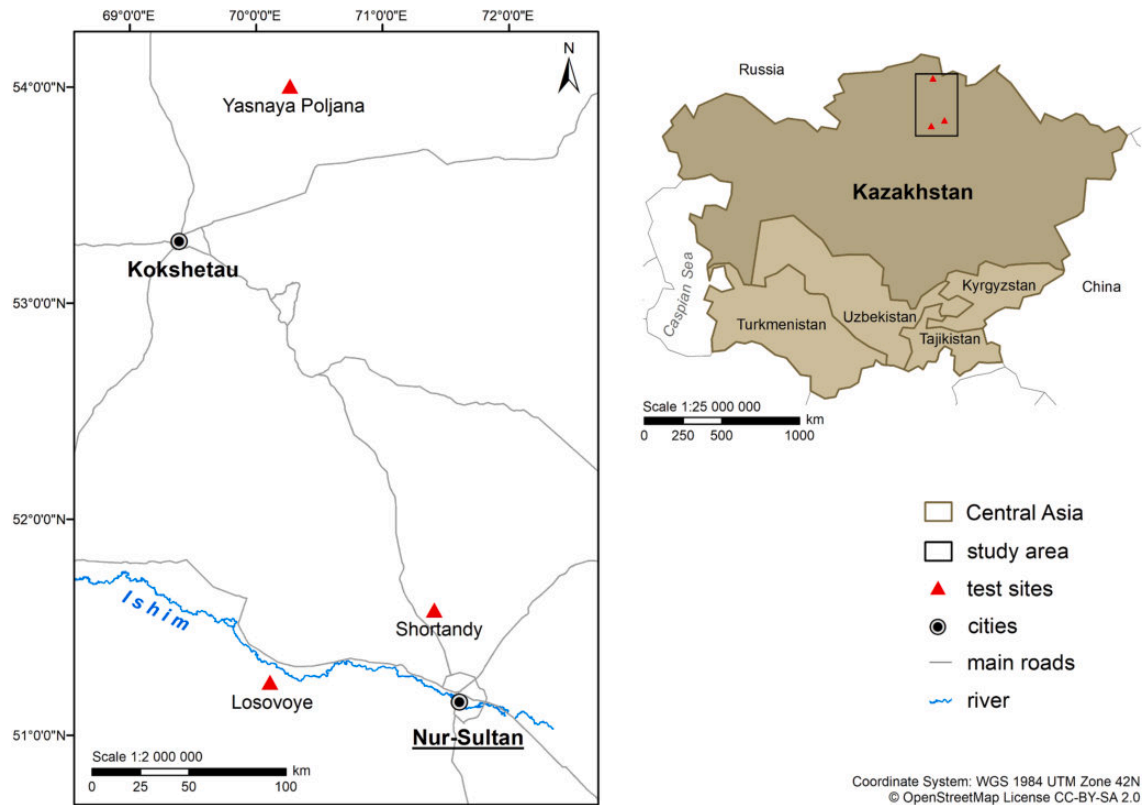 69°0'0"E 70°0'0"E 71°0'0"E 72°0'0"E
54°0'0"N
53°0'0"N
52°0'0"N
51°0'0"N
N
Yasnaya Poljana
Kokshetau
Ishim
Shortandy
Losovoye
Nur-Sultan
Scale 1:2 000 000
km
0 25 50 100
Russia
Kazakhstan
Caspian Sea
Kyrgyzstan
China
Uzbekistan
Turkmenistan
Tajikistan
Scale 1:25 000 000
km
0 250 500 1000
Central Asia
study area
test sites
cities
main roads
river
Coordinate System: WGS 1984 UTM Zone 42N
© OpenStreetMap License CC-BY-SA 2.0